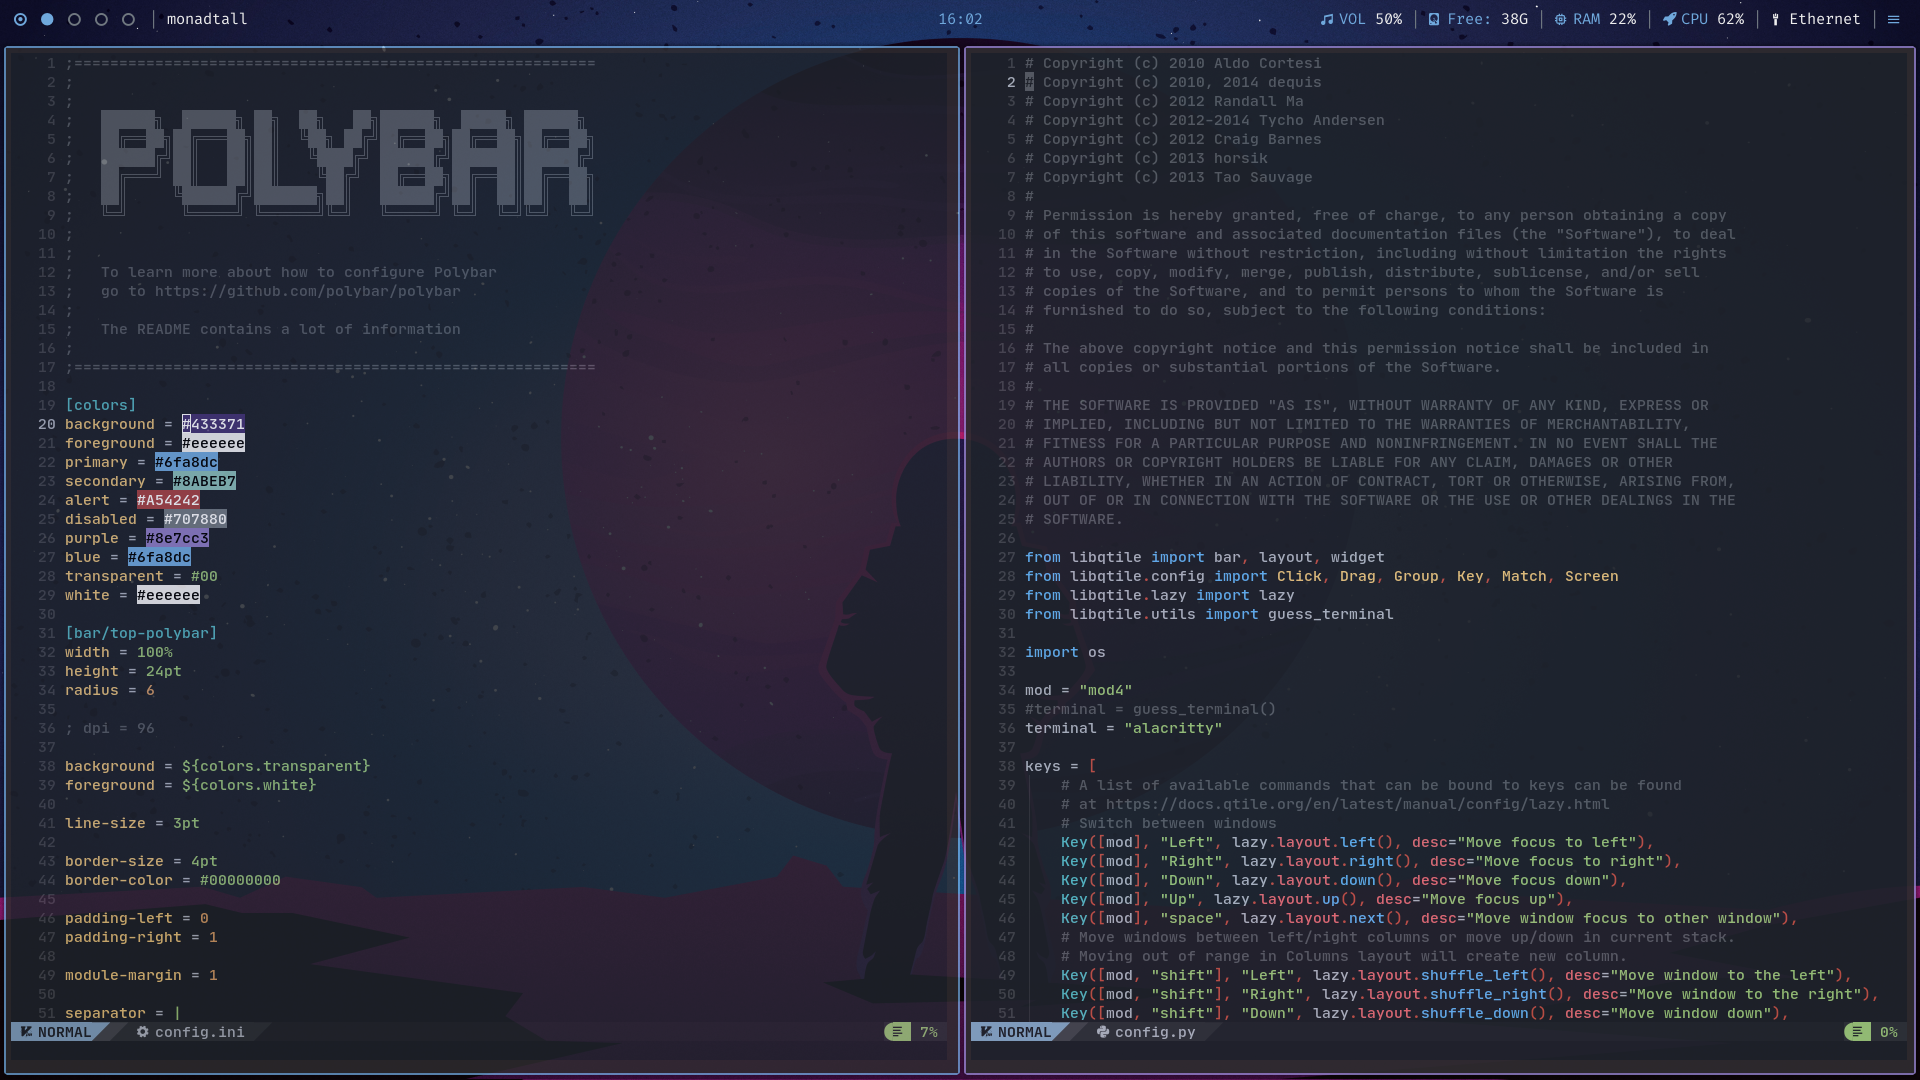 monadtall
16:02
VOL 50% | Free: 38G | RAM 22% | CPU 62% | Ethernet |
1 ;==========================================================
2 ;
3 ;
4 ;
5 ;
6 ; POLYBAR
7 ;
8 ;
9 ;
10 ;
11 ;
12 ;   To learn more about how to configure Polybar
13 ;   go to https://github.com/polybar/polybar
14 ;
15 ;   The README contains a lot of information
16 ;
17 ;==========================================================
18
19 [colors]
20 background = #433371
21 foreground = #eeeeee
22 primary = #6fa8dc
23 secondary = #8ABEB7
24 alert = #A54242
25 disabled = #707880
26 purple = #8e7cc3
27 blue = #6fa8dc
28 transparent = #00
29 white = #eeeeee
30
31 [bar/top-polybar]
32 width = 100%
33 height = 24pt
34 radius = 6
35
36 ; dpi = 96
37
38 background = ${colors.transparent}
39 foreground = ${colors.white}
40
41 line-size = 3pt
42
43 border-size = 4pt
44 border-color = #00000000
45
46 padding-left = 0
47 padding-right = 1
48
49 module-margin = 1
50
51 separator = |
NORMAL config.ini 7%
1 # Copyright (c) 2010 Aldo Cortesi
2 # Copyright (c) 2010, 2014 dequis
3 # Copyright (c) 2012 Randall Ma
4 # Copyright (c) 2012-2014 Tycho Andersen
5 # Copyright (c) 2012 Craig Barnes
6 # Copyright (c) 2013 horsik
7 # Copyright (c) 2013 Tao Sauvage
8 #
9 # Permission is hereby granted, free of charge, to any person obtaining a copy
10 # of this software and associated documentation files (the "Software"), to deal
11 # in the Software without restriction, including without limitation the rights
12 # to use, copy, modify, merge, publish, distribute, sublicense, and/or sell
13 # copies of the Software, and to permit persons to whom the Software is
14 # furnished to do so, subject to the following conditions:
15 #
16 # The above copyright notice and this permission notice shall be included in
17 # all copies or substantial portions of the Software.
18 #
19 # THE SOFTWARE IS PROVIDED "AS IS", WITHOUT WARRANTY OF ANY KIND, EXPRESS OR
20 # IMPLIED, INCLUDING BUT NOT LIMITED TO THE WARRANTIES OF MERCHANTABILITY,
21 # FITNESS FOR A PARTICULAR PURPOSE AND NONINFRINGEMENT. IN NO EVENT SHALL THE
22 # AUTHORS OR COPYRIGHT HOLDERS BE LIABLE FOR ANY CLAIM, DAMAGES OR OTHER
23 # LIABILITY, WHETHER IN AN ACTION OF CONTRACT, TORT OR OTHERWISE, ARISING FROM,
24 # OUT OF OR IN CONNECTION WITH THE SOFTWARE OR THE USE OR OTHER DEALINGS IN THE
25 # SOFTWARE.
26
27 from libqtile import bar, layout, widget
28 from libqtile.config import Click, Drag, Group, Key, Match, Screen
29 from libqtile.lazy import lazy
30 from libqtile.utils import guess_terminal
31
32 import os
33
34 mod = "mod4"
35 #terminal = guess_terminal()
36 terminal = "alacritty"
37
38 keys = [
39     # A list of available commands that can be bound to keys can be found
40     # at https://docs.qtile.org/en/latest/manual/config/lazy.html
41     # Switch between windows
42     Key([mod], "Left", lazy.layout.left(), desc="Move focus to left"),
43     Key([mod], "Right", lazy.layout.right(), desc="Move focus to right"),
44     Key([mod], "Down", lazy.layout.down(), desc="Move focus down"),
45     Key([mod], "Up", lazy.layout.up(), desc="Move focus up"),
46     Key([mod], "space", lazy.layout.next(), desc="Move window focus to other window"),
47     # Move windows between left/right columns or move up/down in current stack.
48     # Moving out of range in Columns layout will create new column.
49     Key([mod, "shift"], "Left", lazy.layout.shuffle_left(), desc="Move window to the left"),
50     Key([mod, "shift"], "Right", lazy.layout.shuffle_right(), desc="Move window to the right"),
51     Key([mod, "shift"], "Down", lazy.layout.shuffle_down(), desc="Move window down"),
NORMAL config.py 0%